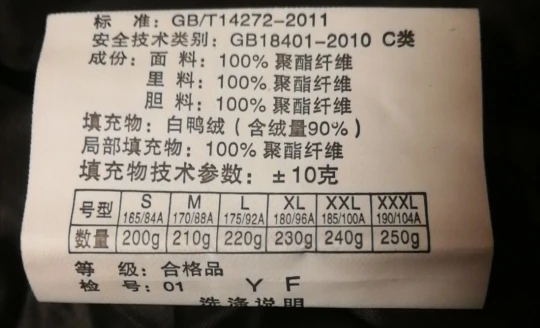 标 准：GB/T14272-2011
安全技术类别：GB18401-2010 C类
成份：面 料：100% 聚酯纤维
里 料：100% 聚酯纤维
胆 料：100% 聚酯纤维
填充物：白鸭绒（含绒量90%）
局部填充物：100% 聚酯纤维
填充物技术参数：±10克
号型 S 165/84A M 170/88A L 175/92A XL 180/96A XXL 185/100A XXXL 190/104A
数量 200g 210g 220g 230g 240g 250g
等 级：合格品
检 号：01 Y F
洗涤说明